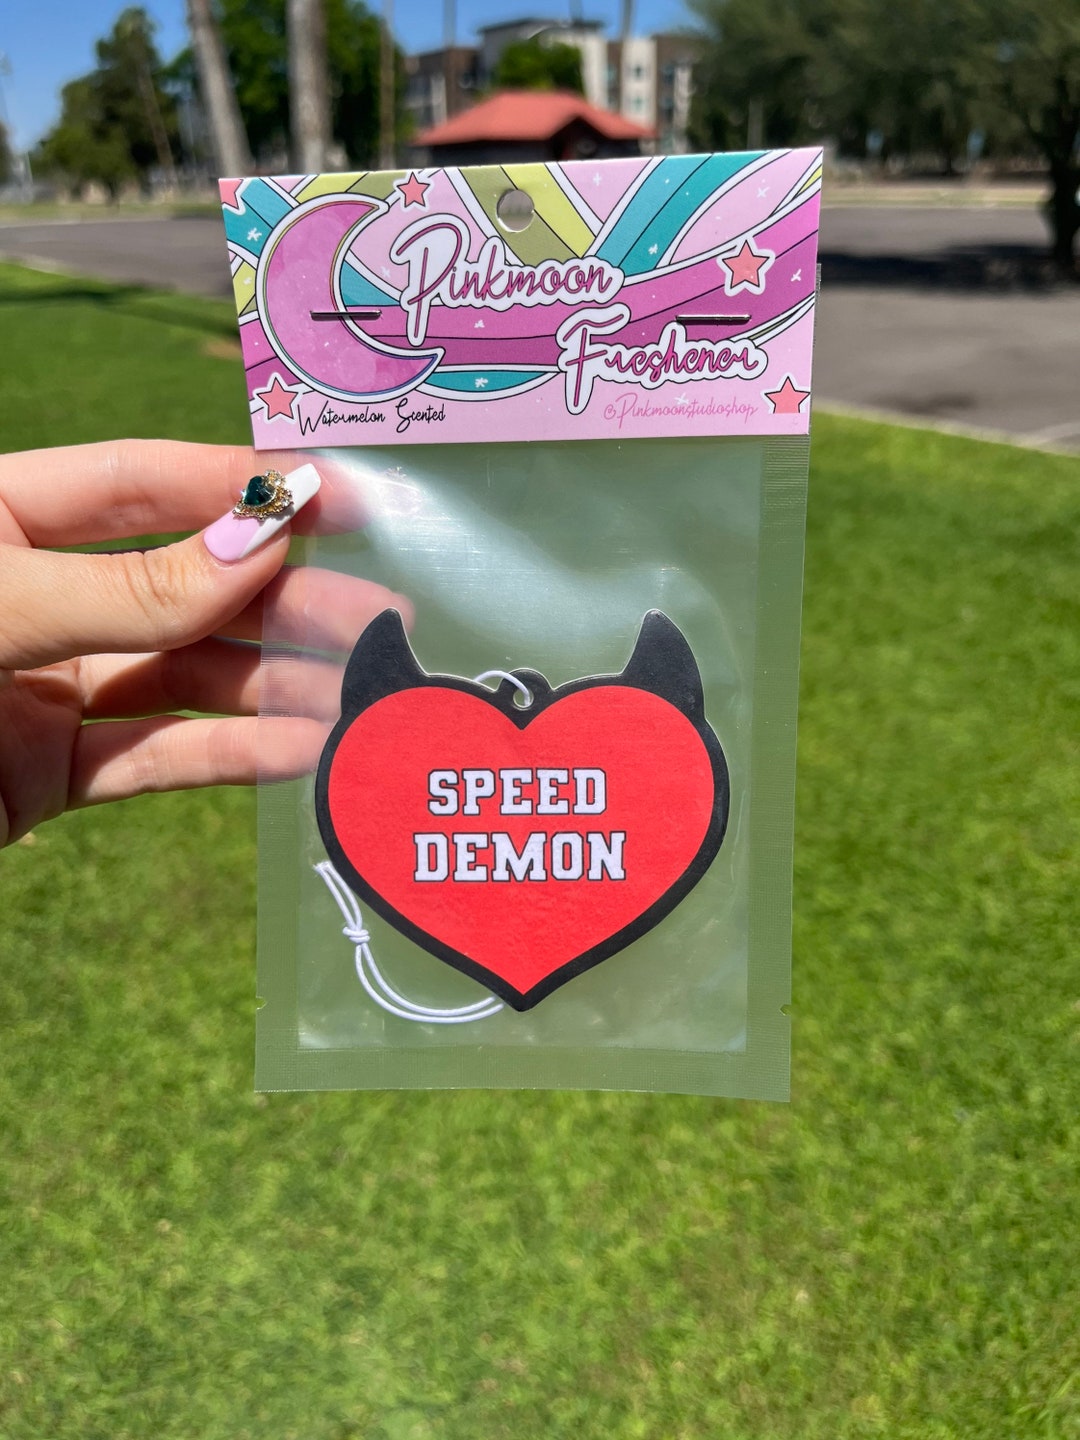 Pinkmoon
Freshener
Watermelon Scented
@Pinkmoonstudioshop
SPEED
DEMON